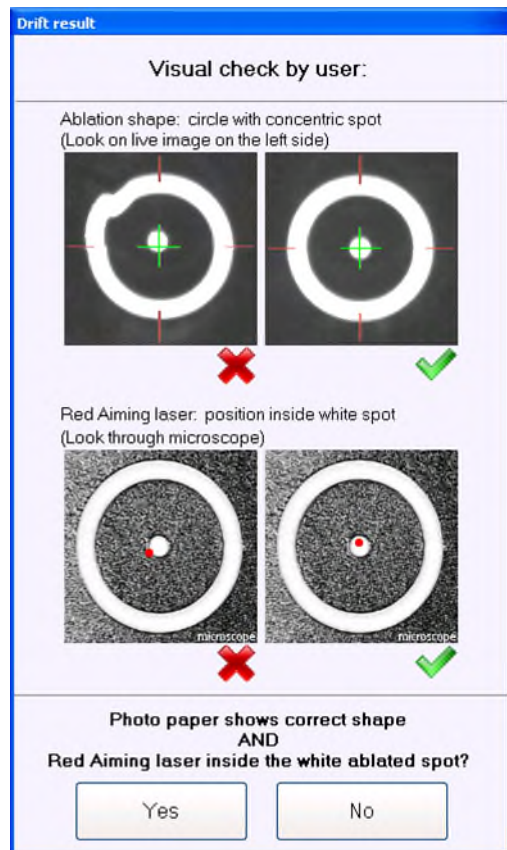 Drift result
Visual check by user:
Ablation shape: circle with concentric spot
(Look on live image on the left side)
Red Aiming laser: position inside white spot
(Look through microscope)
microscope
microscope
Photo paper shows correct shape
AND
Red Aiming laser inside the white ablated spot?
Yes
No